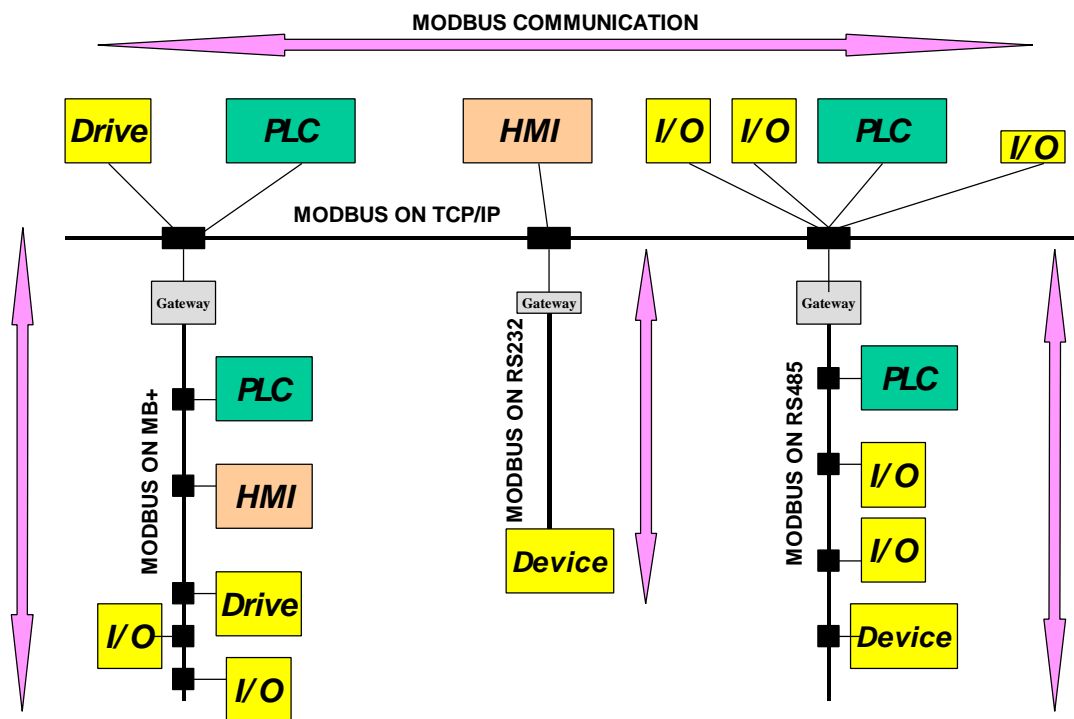 MODBUS COMMUNICATION
Drive
PLC
HMI
I/O
I/O
PLC
I/O
MODBUS ON TCP/IP
Gateway
Gateway
Gateway
MODBUS ON MB+
PLC
HMI
Drive
I/O
I/O
MODBUS ON RS232
Device
MODBUS ON RS485
PLC
I/O
I/O
Device